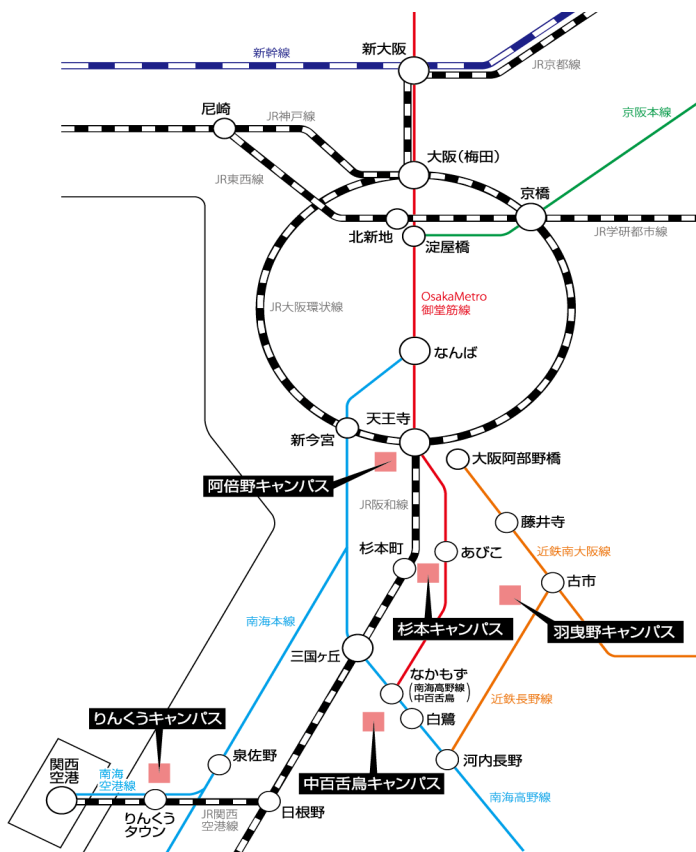 新大阪
新幹線
JR京都線
尼崎
JR神戸線
京阪本線
大阪(梅田)
JR東西線
京橋
北新地
淀屋橋
JR学研都市線
OsakaMetro
御堂筋線
JR大阪環状線
なんば
天王寺
新今宮
大阪阿部野橋
阿倍野キャンパス
JR阪和線
藤井寺
杉本町
あびこ
近鉄南大阪線
古市
南海本線
杉本キャンパス
羽曳野キャンパス
三国ヶ丘
なかもず
(南海高野線
中百舌鳥)
近鉄長野線
りんくうキャンパス
白鷺
泉佐野
中百舌鳥キャンパス
河内長野
関西
空港
南海
空港線
りんくう
タウン
JR関西
空港線
日根野
南海高野線